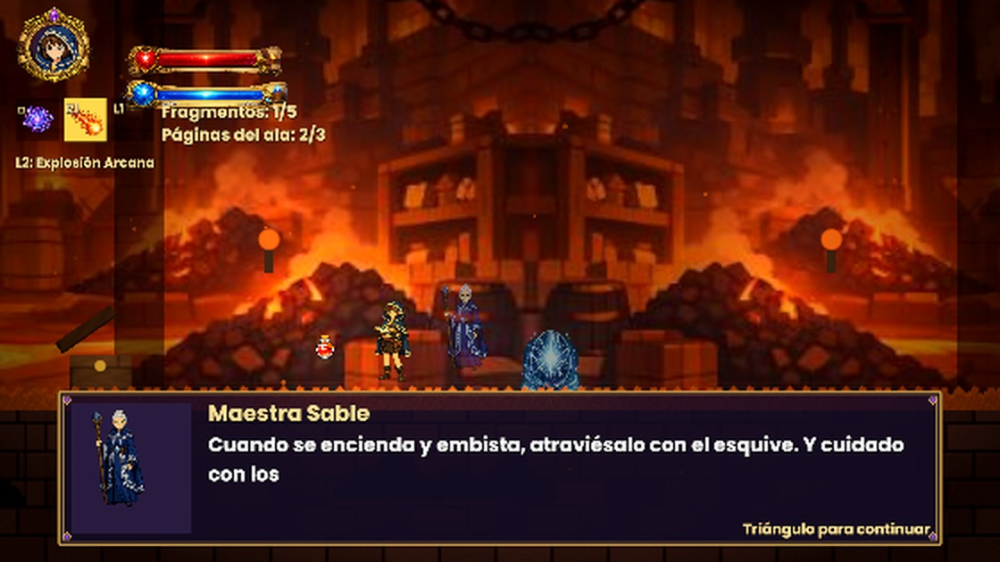 L1
Fragmentos: 1/5
Páginas del ala: 2/3
L2: Explosión Arcana
Maestra Sable
Cuando se encienda y embista, atraviésalo con el esquive. Y cuidado
con los
Triángulo para continuar